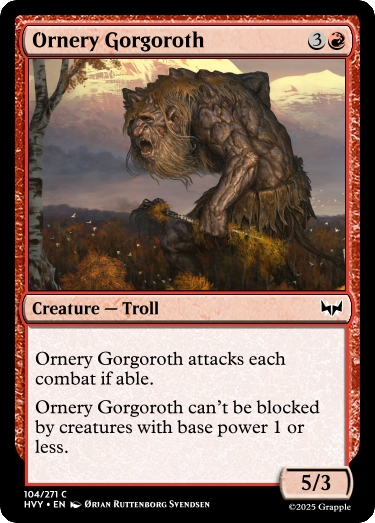 Ornery Gorgoroth 3
Creature — Troll
Ornery Gorgoroth attacks each
combat if able.
Ornery Gorgoroth can't be blocked
by creatures with base power 1 or
less.
5/3
104/271 C
HVY • EN Ørian Ruttenborg Svendsen
©2025 Grapple